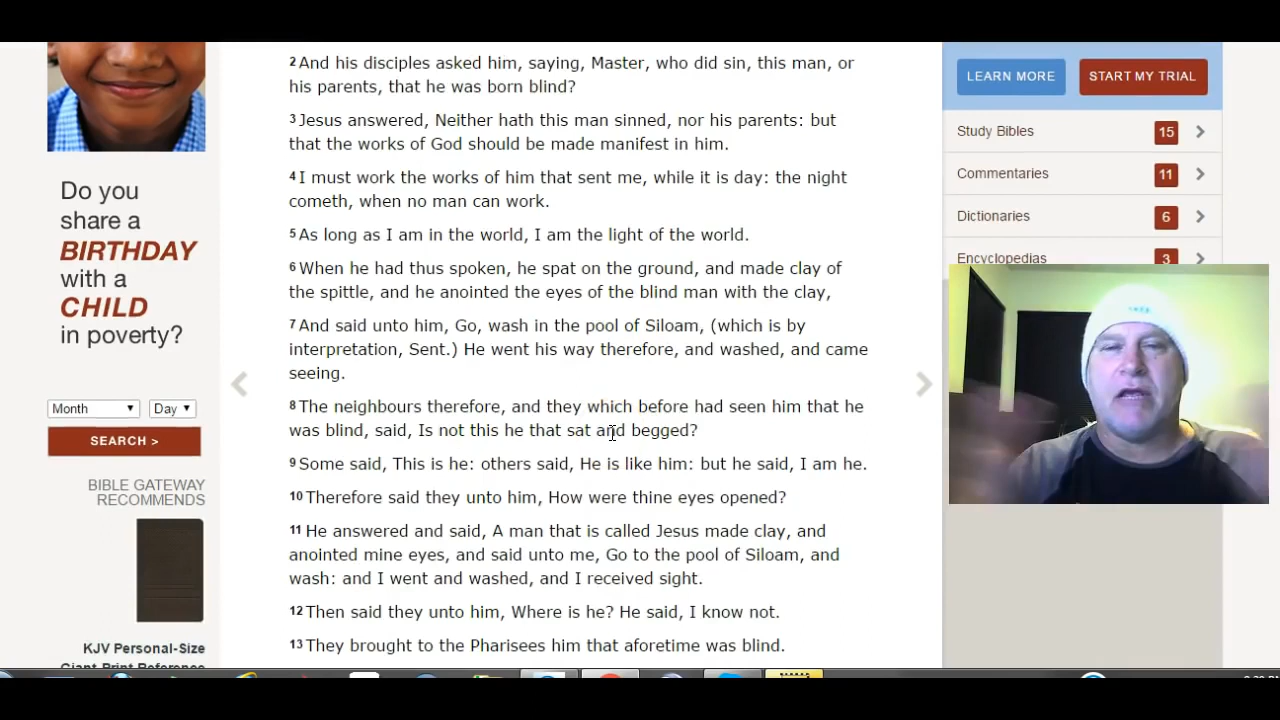 Do you
share a
BIRTHDAY
with a
CHILD
in poverty?
Month
Day
SEARCH >
BIBLE GATEWAY
RECOMMENDS
KJV Personal-Size
Giant Print Reference
2 And his disciples asked him, saying, Master, who did sin, this man, or
his parents, that he was born blind?
3 Jesus answered, Neither hath this man sinned, nor his parents: but
that the works of God should be made manifest in him.
4 I must work the works of him that sent me, while it is day: the night
cometh, when no man can work.
5 As long as I am in the world, I am the light of the world.
6 When he had thus spoken, he spat on the ground, and made clay of
the spittle, and he anointed the eyes of the blind man with the clay,
7 And said unto him, Go, wash in the pool of Siloam, (which is by
interpretation, Sent.) He went his way therefore, and washed, and came
seeing.
8 The neighbours therefore, and they which before had seen him that he
was blind, said, Is not this he that sat and begged?
9 Some said, This is he: others said, He is like him: but he said, I am he.
10 Therefore said they unto him, How were thine eyes opened?
11 He answered and said, A man that is called Jesus made clay, and
anointed mine eyes, and said unto me, Go to the pool of Siloam, and
wash: and I went and washed, and I received sight.
12 Then said they unto him, Where is he? He said, I know not.
13 They brought to the Pharisees him that aforetime was blind.
LEARN MORE
START MY TRIAL
Study Bibles 15
Commentaries 11
Dictionaries 6
Encyclopedias 3